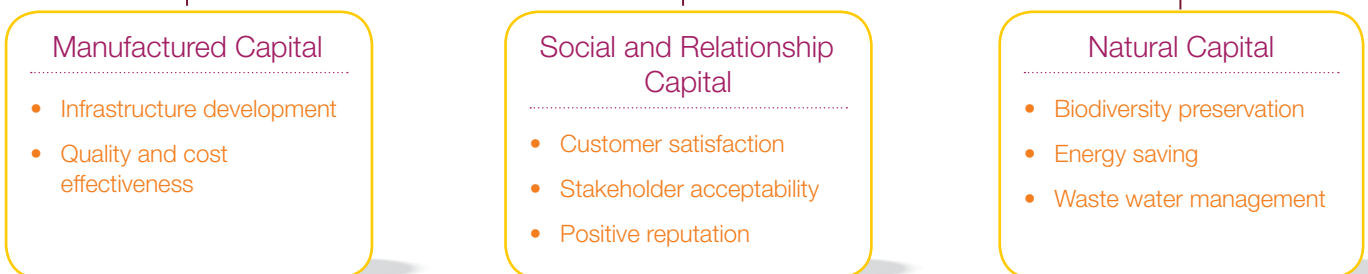 Manufactured Capital
• Infrastructure development
• Quality and cost
effectiveness
Social and Relationship
Capital
• Customer satisfaction
• Stakeholder acceptability
• Positive reputation
Natural Capital
• Biodiversity preservation
• Energy saving
• Waste water management